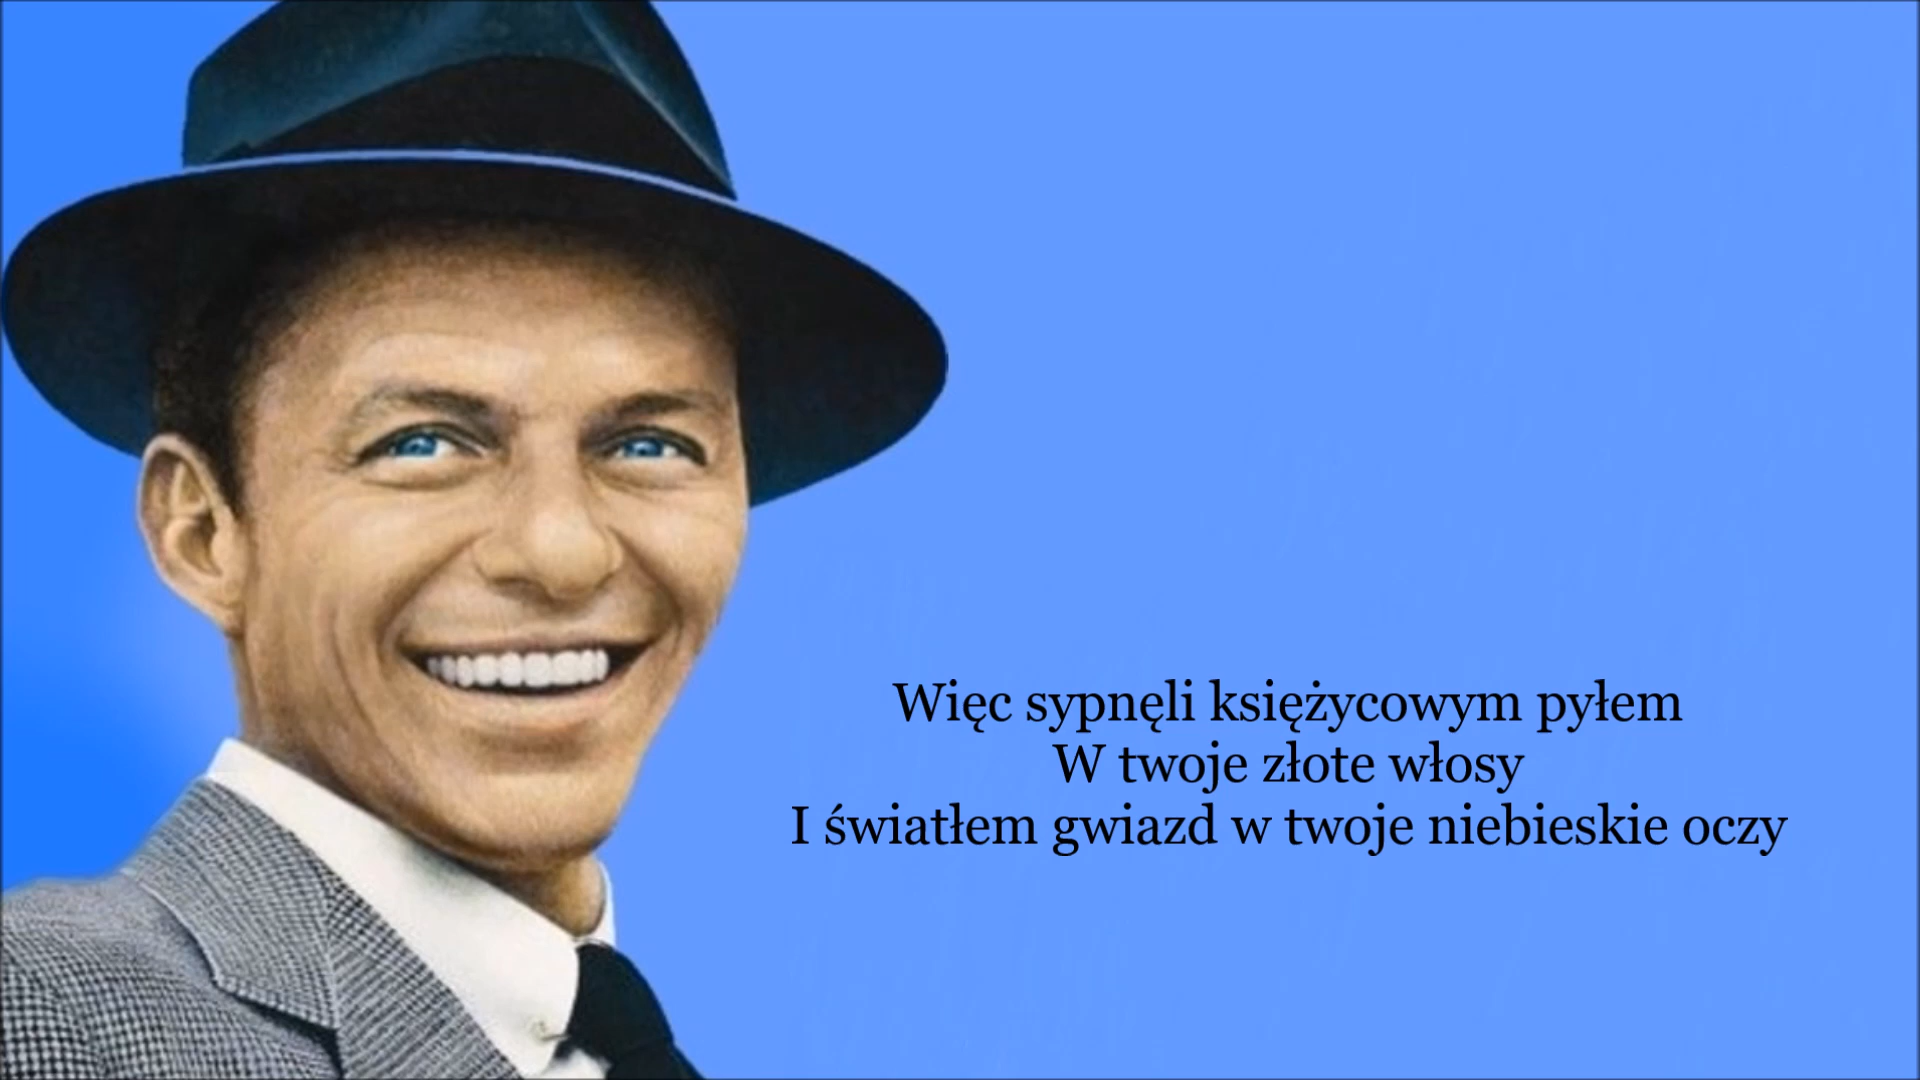 Więc sypnęli księżycowym pyłem
W twoje złote włosy
I światłem gwiazd w twoje niebieskie oczy